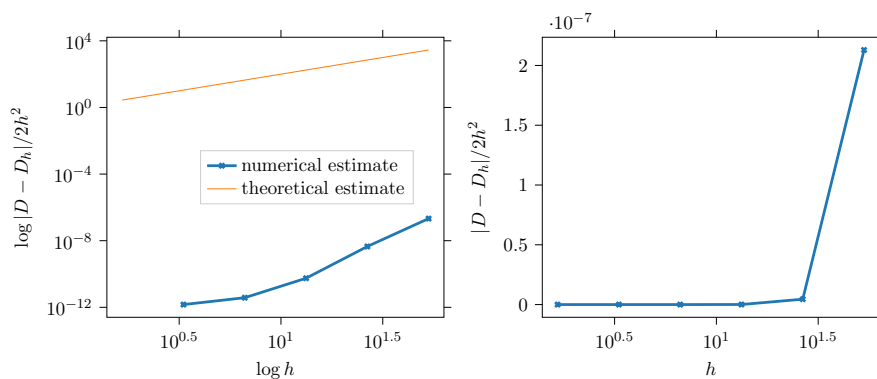 10^4
10^0
10^−4
10^−8
10^−12
log |D − D_h|/2h^2
numerical estimate
theoretical estimate
10^0.5
10^1
10^1.5
log h
·10^−7
2
1.5
1
0.5
0
|D − D_h|/2h^2
10^0.5
10^1
10^1.5
h